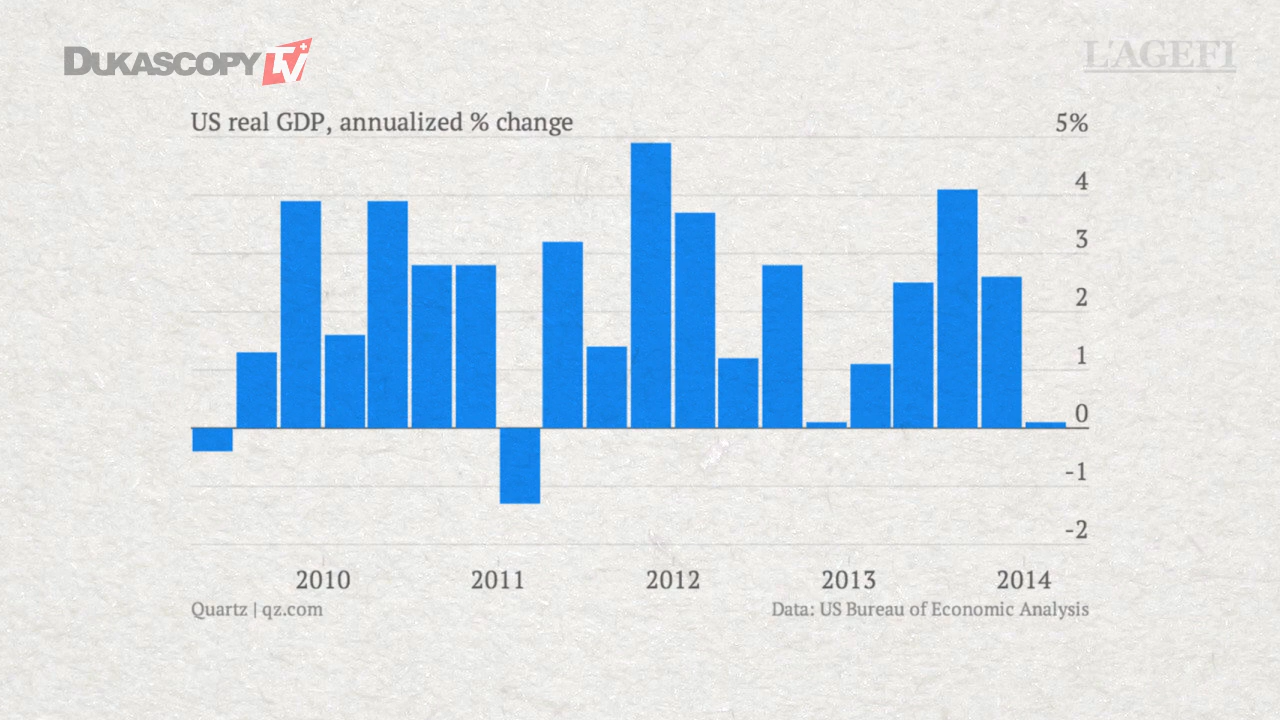 DUKASCOPY TV
L'AGEFI
US real GDP, annualized % change
5%
4
3
2
1
0
-1
-2
2010 2011 2012 2013 2014
Quartz | qz.com
Data: US Bureau of Economic Analysis